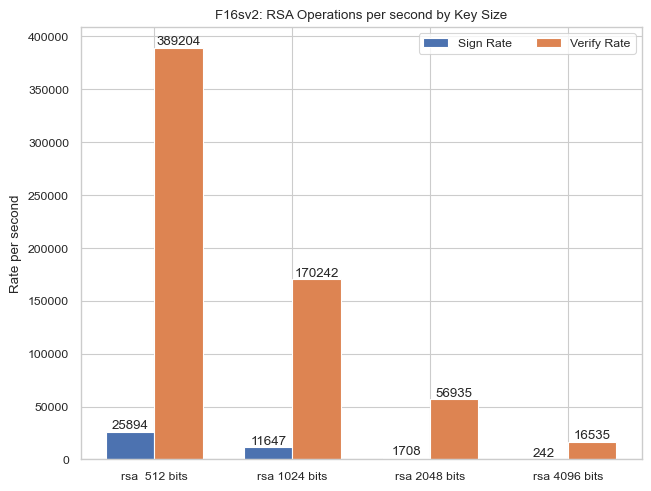 F16sv2: RSA Operations per second by Key Size
Sign Rate Verify Rate
Rate per second
400000
350000
300000
250000
200000
150000
100000
50000
0
389204
25894
170242
11647
56935
1708
16535
242
rsa  512 bits
rsa 1024 bits
rsa 2048 bits
rsa 4096 bits